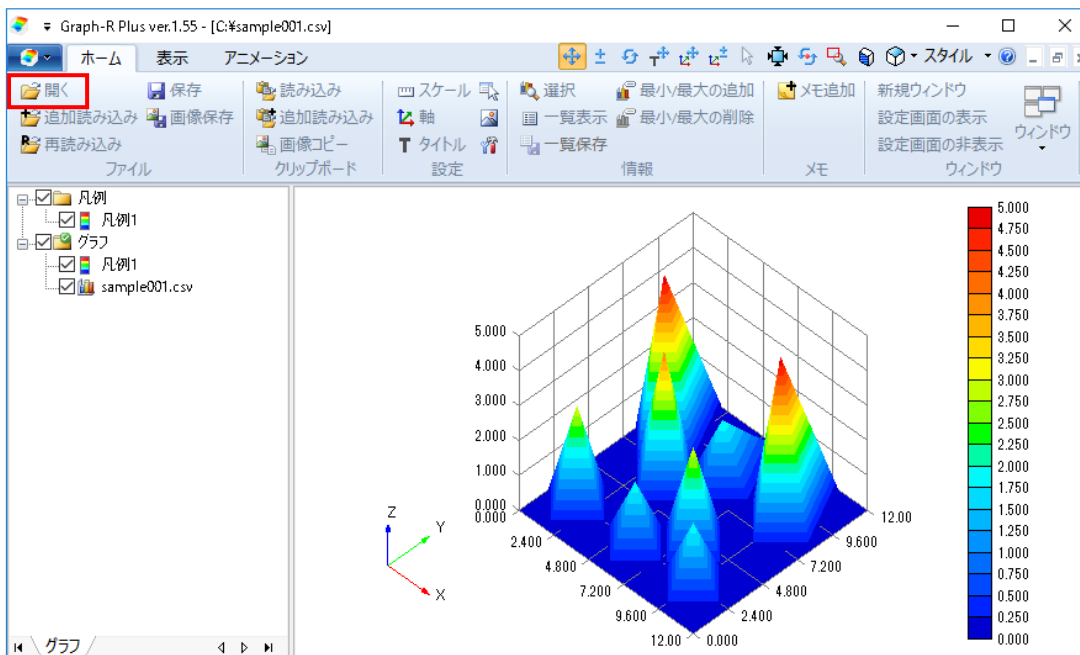 Graph-R Plus ver.1.55 - [C:¥sample001.csv]
ホーム 表示 アニメーション スタイル
開く 保存 読み込み スケール 選択 最小/最大の追加 メモ追加 新規ウィンドウ
追加読み込み 画像保存 追加読み込み 軸 一覧表示 最小/最大の削除 設定画面の表示 ウィンドウ
再読み込み 画像コピー タイトル 一覧保存 設定画面の非表示
ファイル クリップボード 設定 情報 メモ ウィンドウ
凡例
凡例1
グラフ
凡例1
sample001.csv
グラフ
5.000
4.000
3.000
2.000
1.000
0.000
0.000
2.400
4.800
7.200
9.600
12.00
0.000
2.400
4.800
7.200
9.600
12.00
Z
Y
X
5.000
4.750
4.500
4.250
4.000
3.750
3.500
3.250
3.000
2.750
2.500
2.250
2.000
1.750
1.500
1.250
1.000
0.750
0.500
0.250
0.000